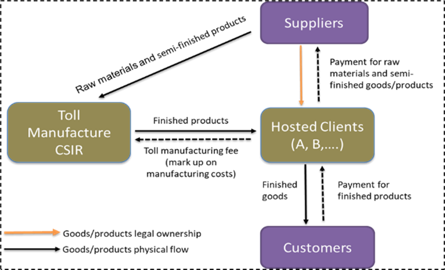 Suppliers
Raw materials and semi-finished products
Payment for raw
materials and semi-
finished goods/products
Toll
Manufacture
CSIR
Finished products
Toll manufacturing fee
(mark up on
manufacturing costs)
Hosted Clients
(A, B,....)
Finished
goods
Payment for
finished products
Goods/products legal ownership
Goods/products physical flow
Customers